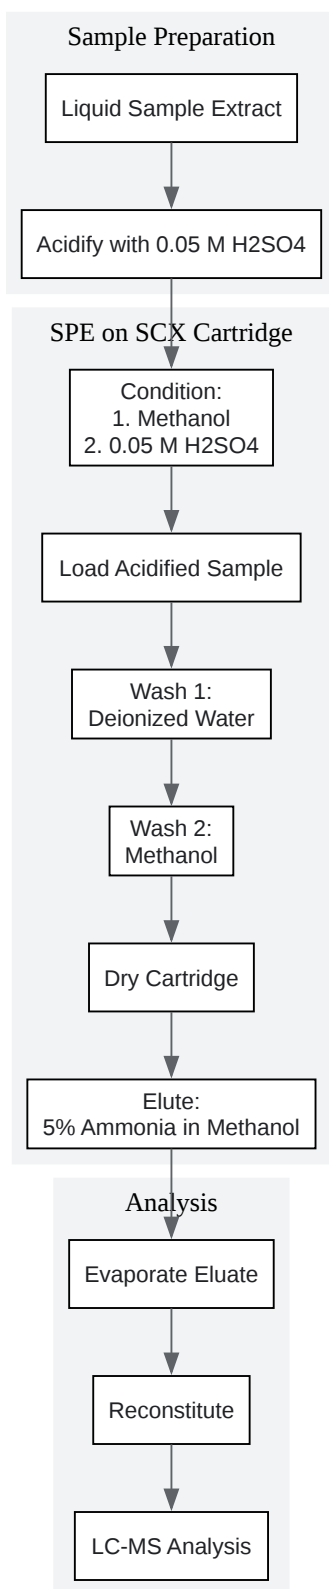 Sample Preparation
Liquid Sample Extract
Acidify with 0.05 M H2SO4
SPE on SCX Cartridge
Condition:
1. Methanol
2. 0.05 M H2SO4
Load Acidified Sample
Wash 1:
Deionized Water
Wash 2:
Methanol
Dry Cartridge
Elute:
5% Ammonia in Methanol
Analysis
Evaporate Eluate
Reconstitute
LC-MS Analysis